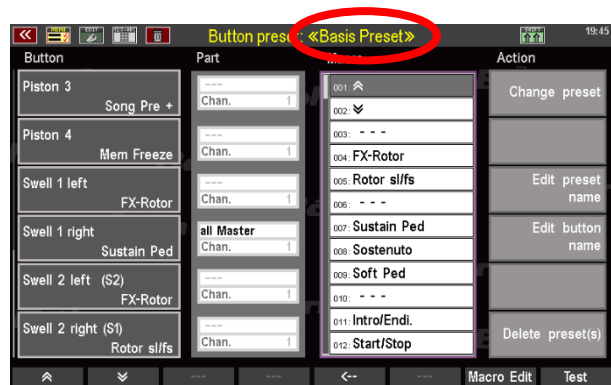 Button preset: «Basis Preset»
19:45
Button
Part
Action
Piston 3
Song Pre +
---
Chan. 1
Piston 4
Mem Freeze
---
Chan. 1
Swell 1 left
FX-Rotor
---
Chan. 1
Swell 1 right
Sustain Ped
all Master
Chan. 1
Swell 2 left (S2)
FX-Rotor
---
Chan. 1
Swell 2 right (S1)
Rotor sl/fs
---
Chan. 1
001:
002:
003: - - -
004: FX-Rotor
005: Rotor sl/fs
006: - - -
007: Sustain Ped
008: Sostenuto
009: Soft Ped
010: - - -
011: Intro/Endi.
012: Start/Stop
Change preset
Edit preset
name
Edit button
name
Delete preset(s)
---
---
<--
---
Macro Edit
Test